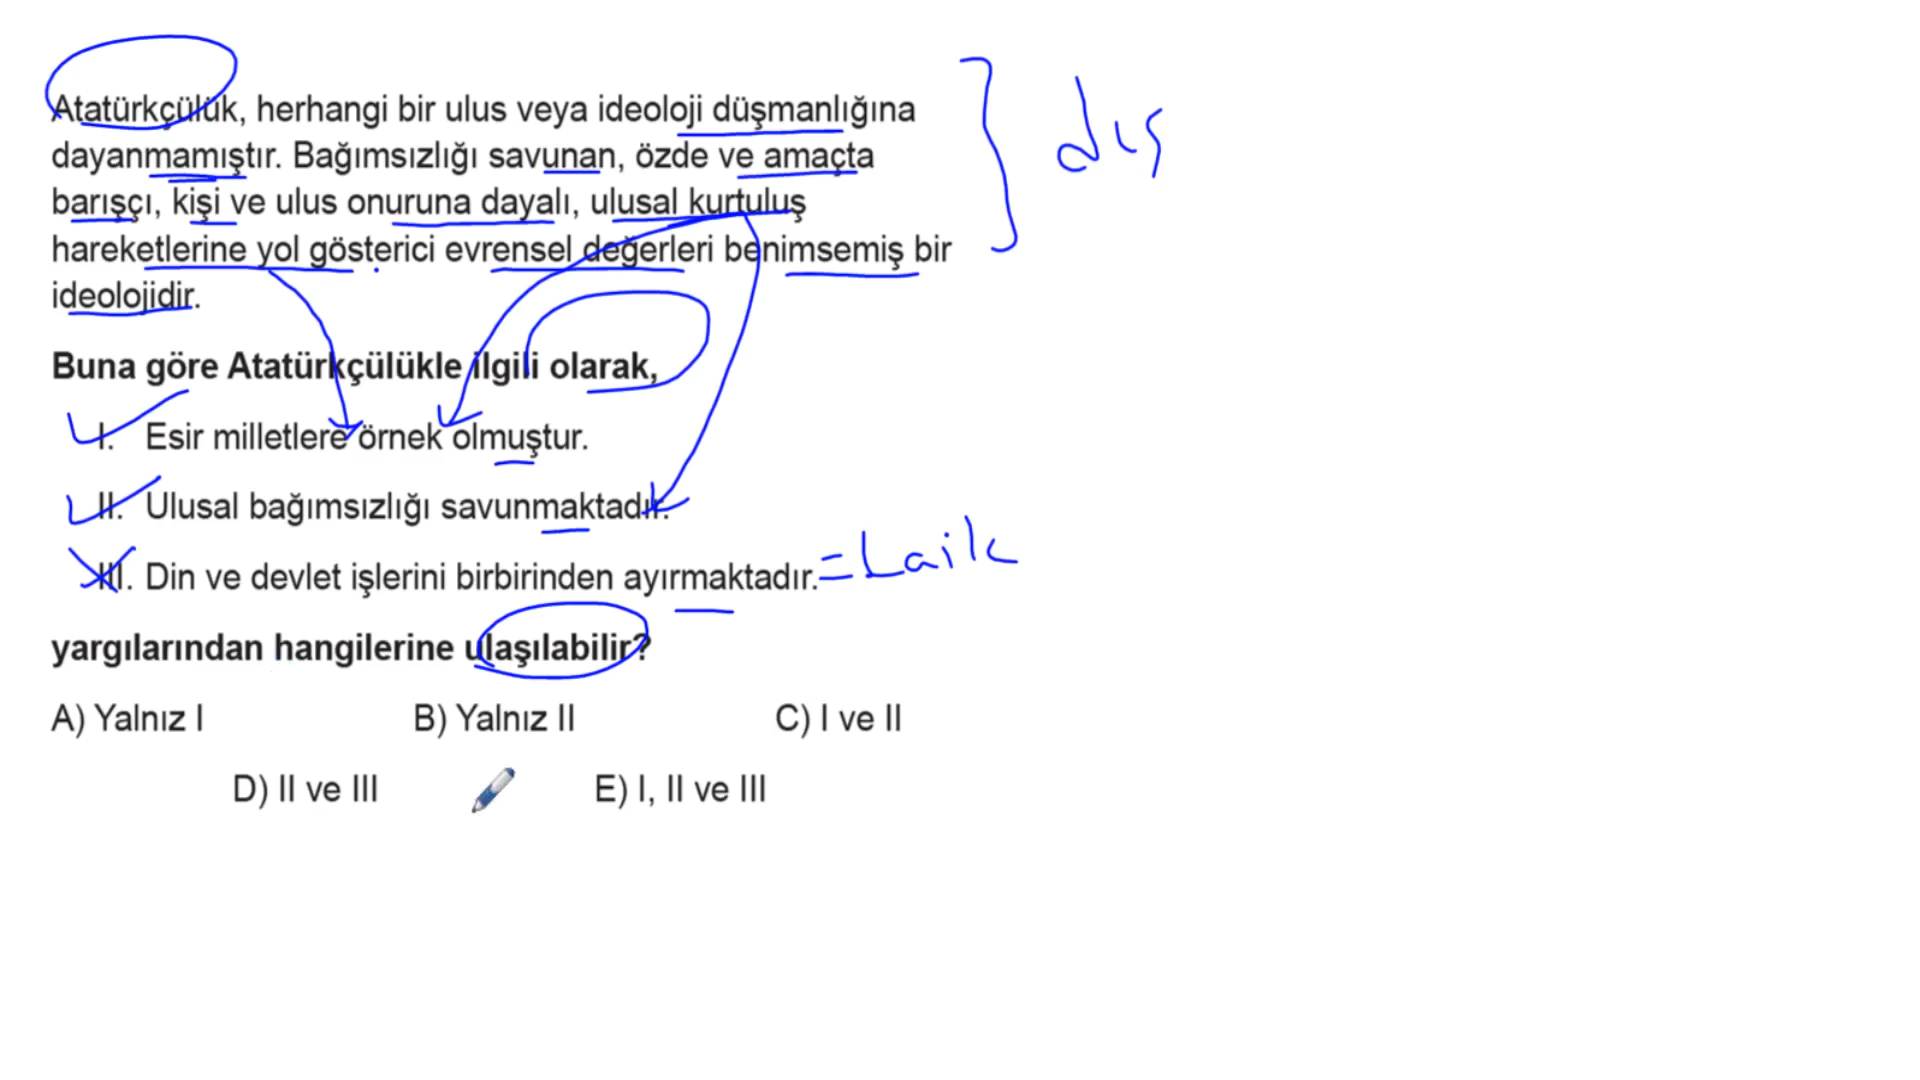 Atatürkçülük, herhangi bir ulus veya ideoloji düşmanlığına
dayanmamıştır. Bağımsızlığı savunan, özde ve amaçta
barışçı, kişi ve ulus onuruna dayalı, ulusal kurtuluş
hareketlerine yol gösterici evrensel değerleri benimsemiş bir
ideolojidir.
dış
Buna göre Atatürkçülükle ilgili olarak,
I. Esir milletlere örnek olmuştur.
II. Ulusal bağımsızlığı savunmaktadır.
III. Din ve devlet işlerini birbirinden ayırmaktadır. = Laik
yargılarından hangilerine ulaşılabilir?
A) Yalnız I B) Yalnız II C) I ve II
D) II ve III E) I, II ve III